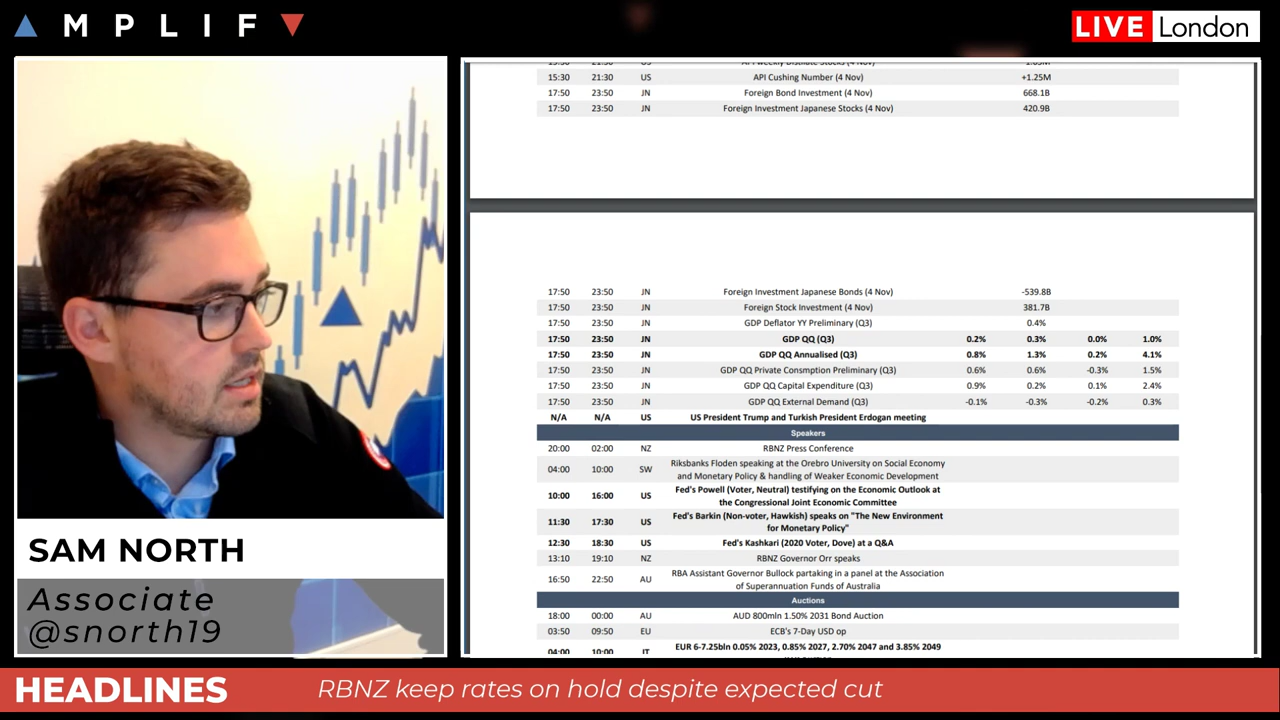 ▲ M P L I F ▼
LIVE London
API Weekly Distillate Stocks (4 Nov)
15:30 21:30 US API Cushing Number (4 Nov) +1.25M
17:50 23:50 JN Foreign Bond Investment (4 Nov) 668.1B
17:50 23:50 JN Foreign Investment Japanese Stocks (4 Nov) 420.9B
17:50 23:50 JN Foreign Investment Japanese Bonds (4 Nov) -539.8B
17:50 23:50 JN Foreign Stock Investment (4 Nov) 381.7B
17:50 23:50 JN GDP Deflator YY Preliminary (Q3) 0.4%
17:50 23:50 JN GDP QQ (Q3) 0.2% 0.3% 0.0% 1.0%
17:50 23:50 JN GDP QQ Annualised (Q3) 0.8% 1.3% 0.2% 4.1%
17:50 23:50 JN GDP QQ Private Consmption Preliminary (Q3) 0.6% 0.6% -0.3% 1.5%
17:50 23:50 JN GDP QQ Capital Expenditure (Q3) 0.9% 0.2% 0.1% 2.4%
17:50 23:50 JN GDP QQ External Demand (Q3) -0.1% -0.3% -0.2% 0.3%
N/A N/A US US President Trump and Turkish President Erdogan meeting
Speakers
20:00 02:00 NZ RBNZ Press Conference
04:00 10:00 SW Riksbanks Floden speaking at the Orebro University on Social Economy
and Monetary Policy & handling of Weaker Economic Development
10:00 16:00 US Fed's Powell (Voter, Neutral) testifying on the Economic Outlook at
the Congressional Joint Economic Committee
11:30 17:30 US Fed's Barkin (Non-voter, Hawkish) speaks on "The New Environment
for Monetary Policy"
12:30 18:30 US Fed's Kashkari (2020 Voter, Dove) at a Q&A
13:10 19:10 NZ RBNZ Governor Orr speaks
16:50 22:50 AU RBA Assistant Governor Bullock partaking in a panel at the Association
of Superannuation Funds of Australia
Auctions
18:00 00:00 AU AUD 800mln 1.50% 2031 Bond Auction
03:50 09:50 EU ECB's 7-Day USD op
04:00 10:00 IT EUR 6-7.25bln 0.05% 2023, 0.85% 2027, 2.70% 2047 and 3.85% 2049
SAM NORTH
Associate
@snorth19
HEADLINES RBNZ keep rates on hold despite expected cut